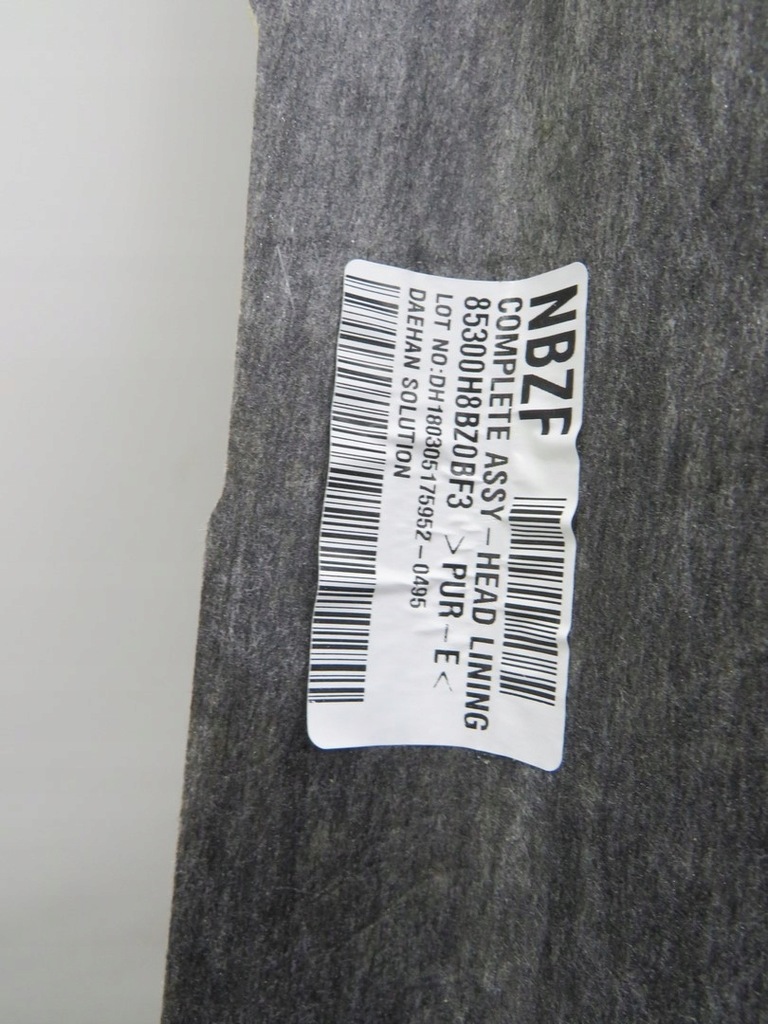 NBZF
COMPLETE ASSY-HEAD LINING
85300H8BZ0BF3 >PUR-E<
LOT NO:DH180305175952-0495
DAEHAN SOLUTION